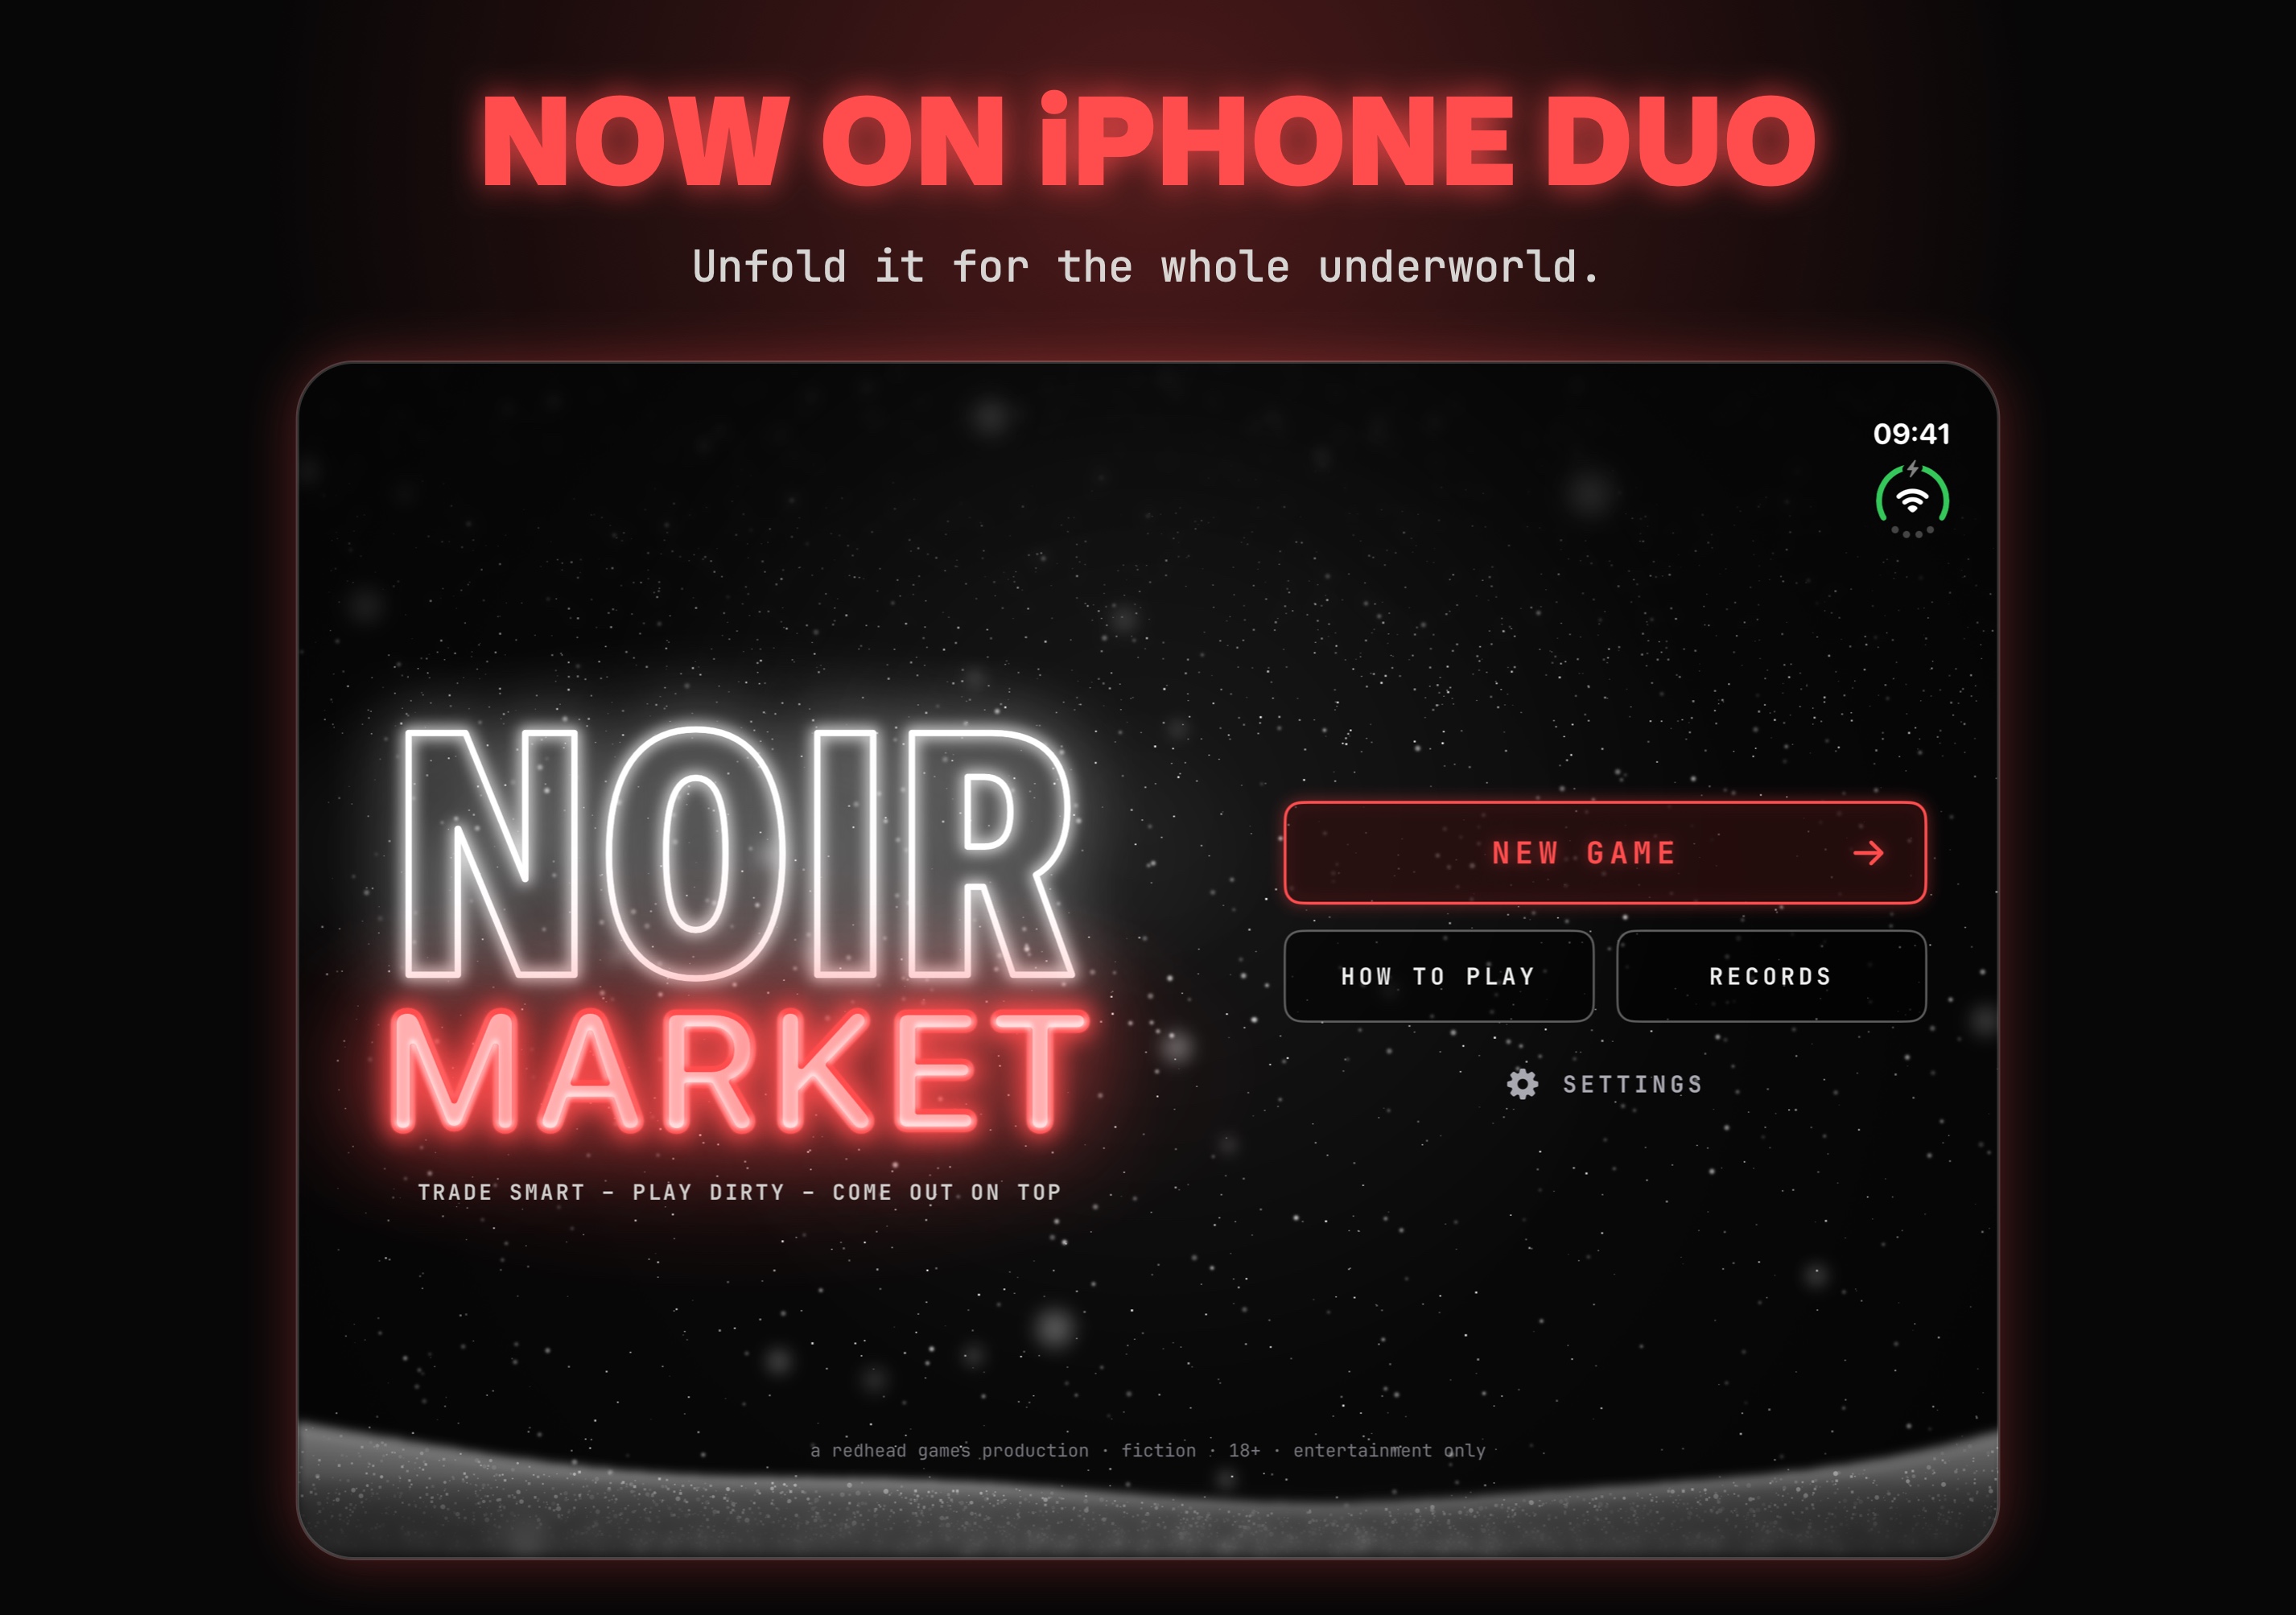 NOW ON iPHONE DUO
Unfold it for the whole underworld.
09:41
NOIR
MARKET
TRADE SMART – PLAY DIRTY – COME OUT ON TOP
NEW GAME →
HOW TO PLAY
RECORDS
SETTINGS
a redhead games production · fiction · 18+ · entertainment only